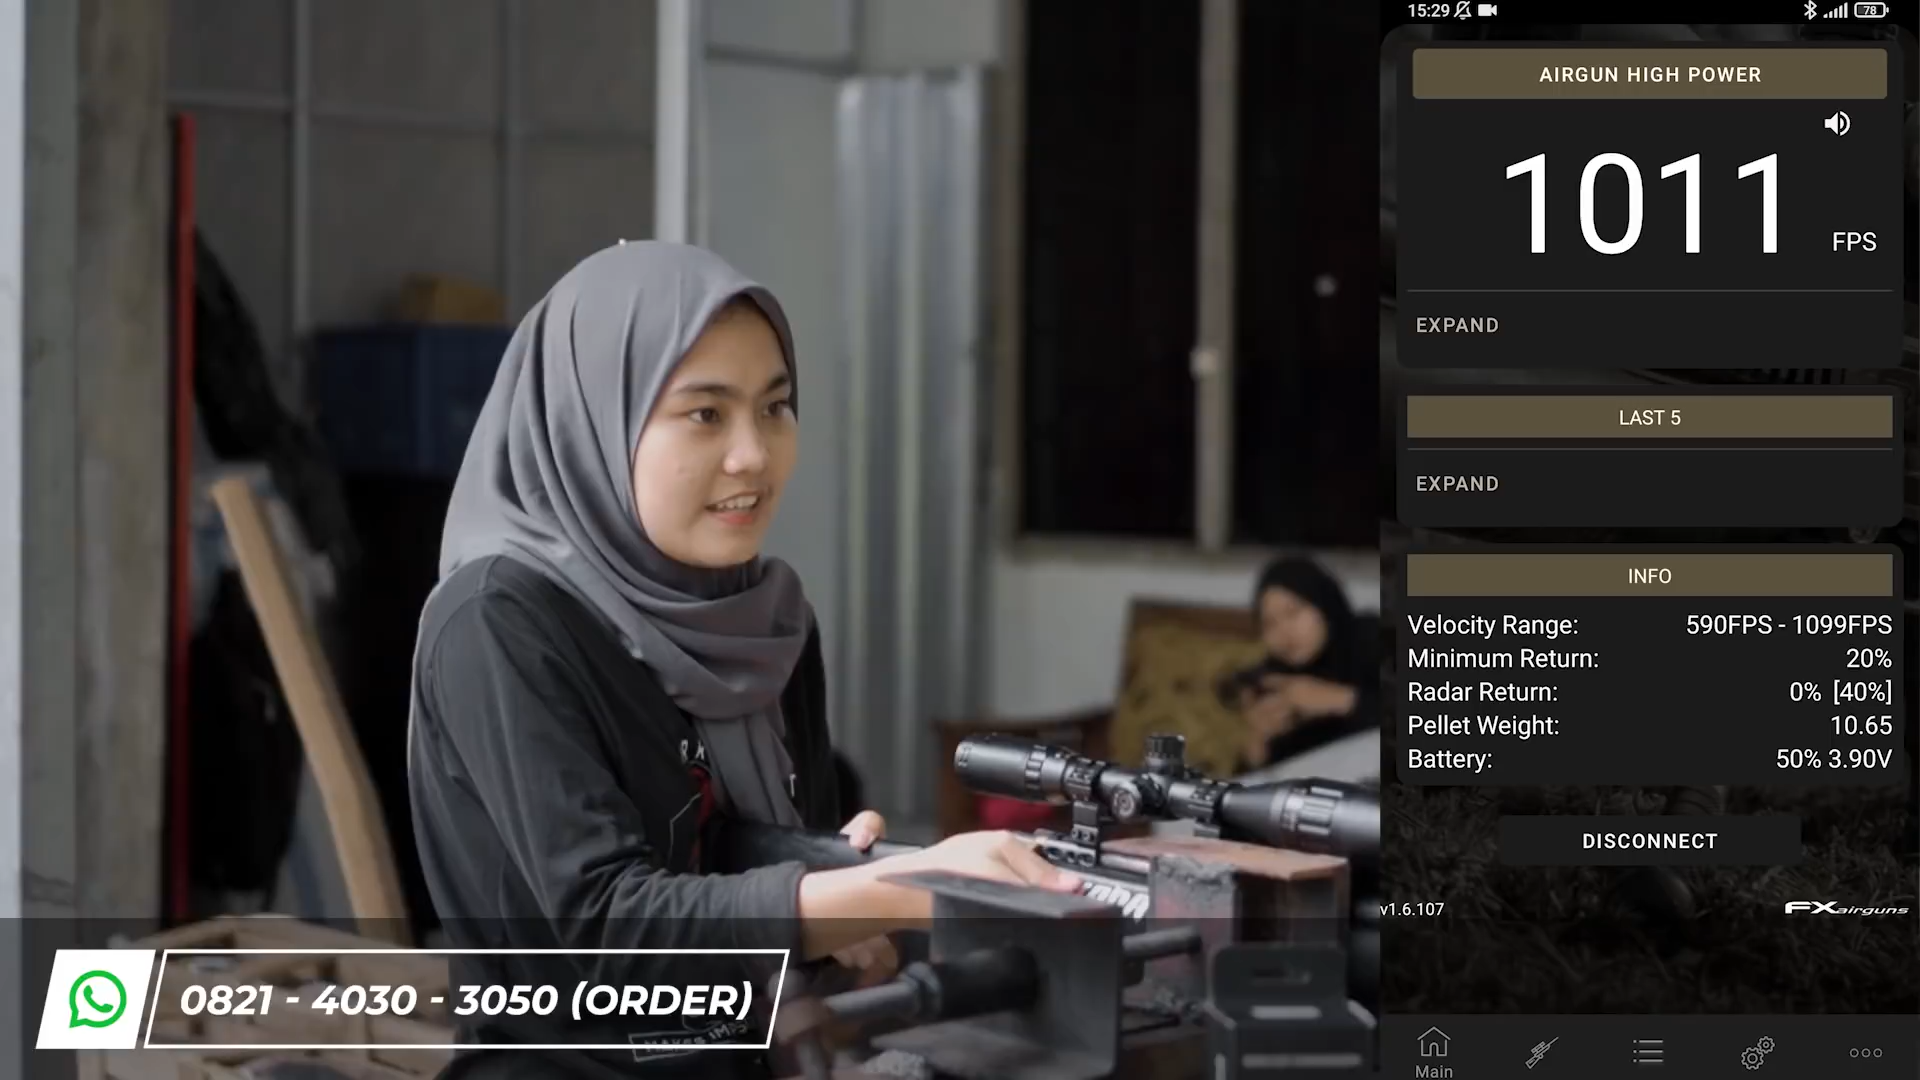 15:29
78
AIRGUN HIGH POWER
1011
FPS
EXPAND
LAST 5
EXPAND
INFO
Velocity Range: 590FPS - 1099FPS
Minimum Return: 20%
Radar Return: 0% [40%]
Pellet Weight: 10.65
Battery: 50% 3.90V
DISCONNECT
v1.6.107
FXairguns
Main
0821 - 4030 - 3050 (ORDER)